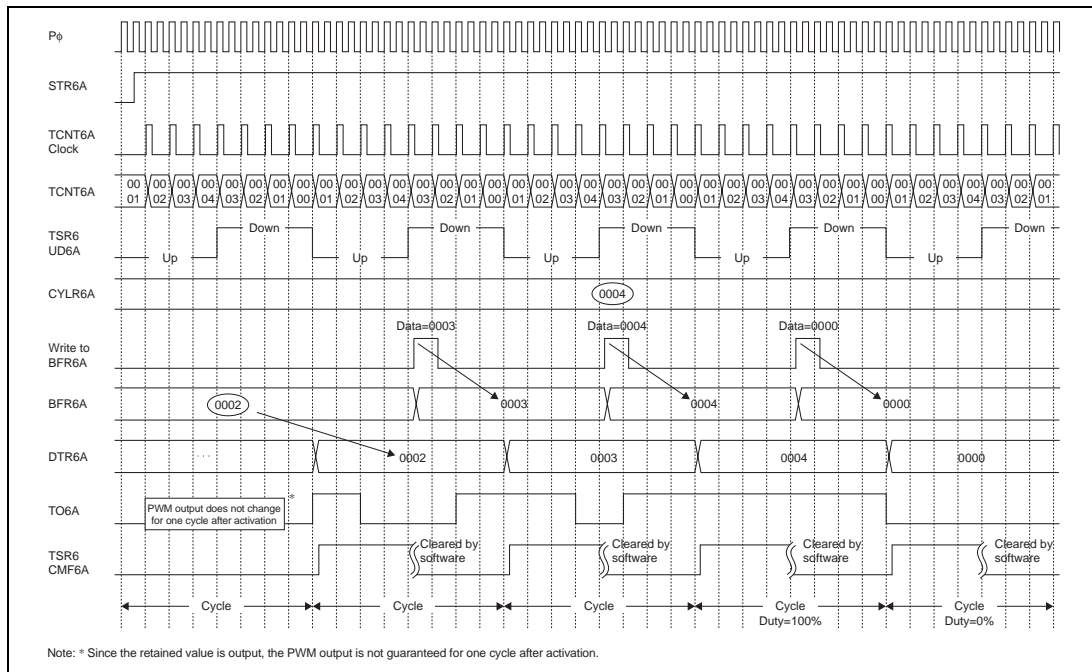 Pϕ
STR6A
TCNT6A
Clock
TCNT6A
00 00 00 00 00 00 00 00 00 00 00 00 00 00 00 00 00 00 00 00 00 00 00 00 00 00 00 00 00 00 00 00 00 00 00 00 00 00 00
01 02 03 04 03 02 01 00 01 02 03 04 03 02 01 00 01 02 03 04 03 02 01 00 01 02 03 04 03 02 01 00 01 02 03 04 03 02 01
TSR6
UD6A
Up Down Up Down Up Down Up Down Up Down
CYLR6A
0004
Data=0003 Data=0004 Data=0000
Write to
BFR6A
BFR6A
0002 0003 0004 0000
DTR6A
... 0002 0003 0004 0000
TO6A
PWM output does not change
for one cycle after activation
*
TSR6
CMF6A
Cleared by
software
Cleared by
software
Cleared by
software
Cleared by
software
Cycle
Cycle
Cycle
Cycle
Duty=100%
Cycle
Duty=0%
Note: * Since the retained value is output, the PWM output is not guaranteed for one cycle after activation.